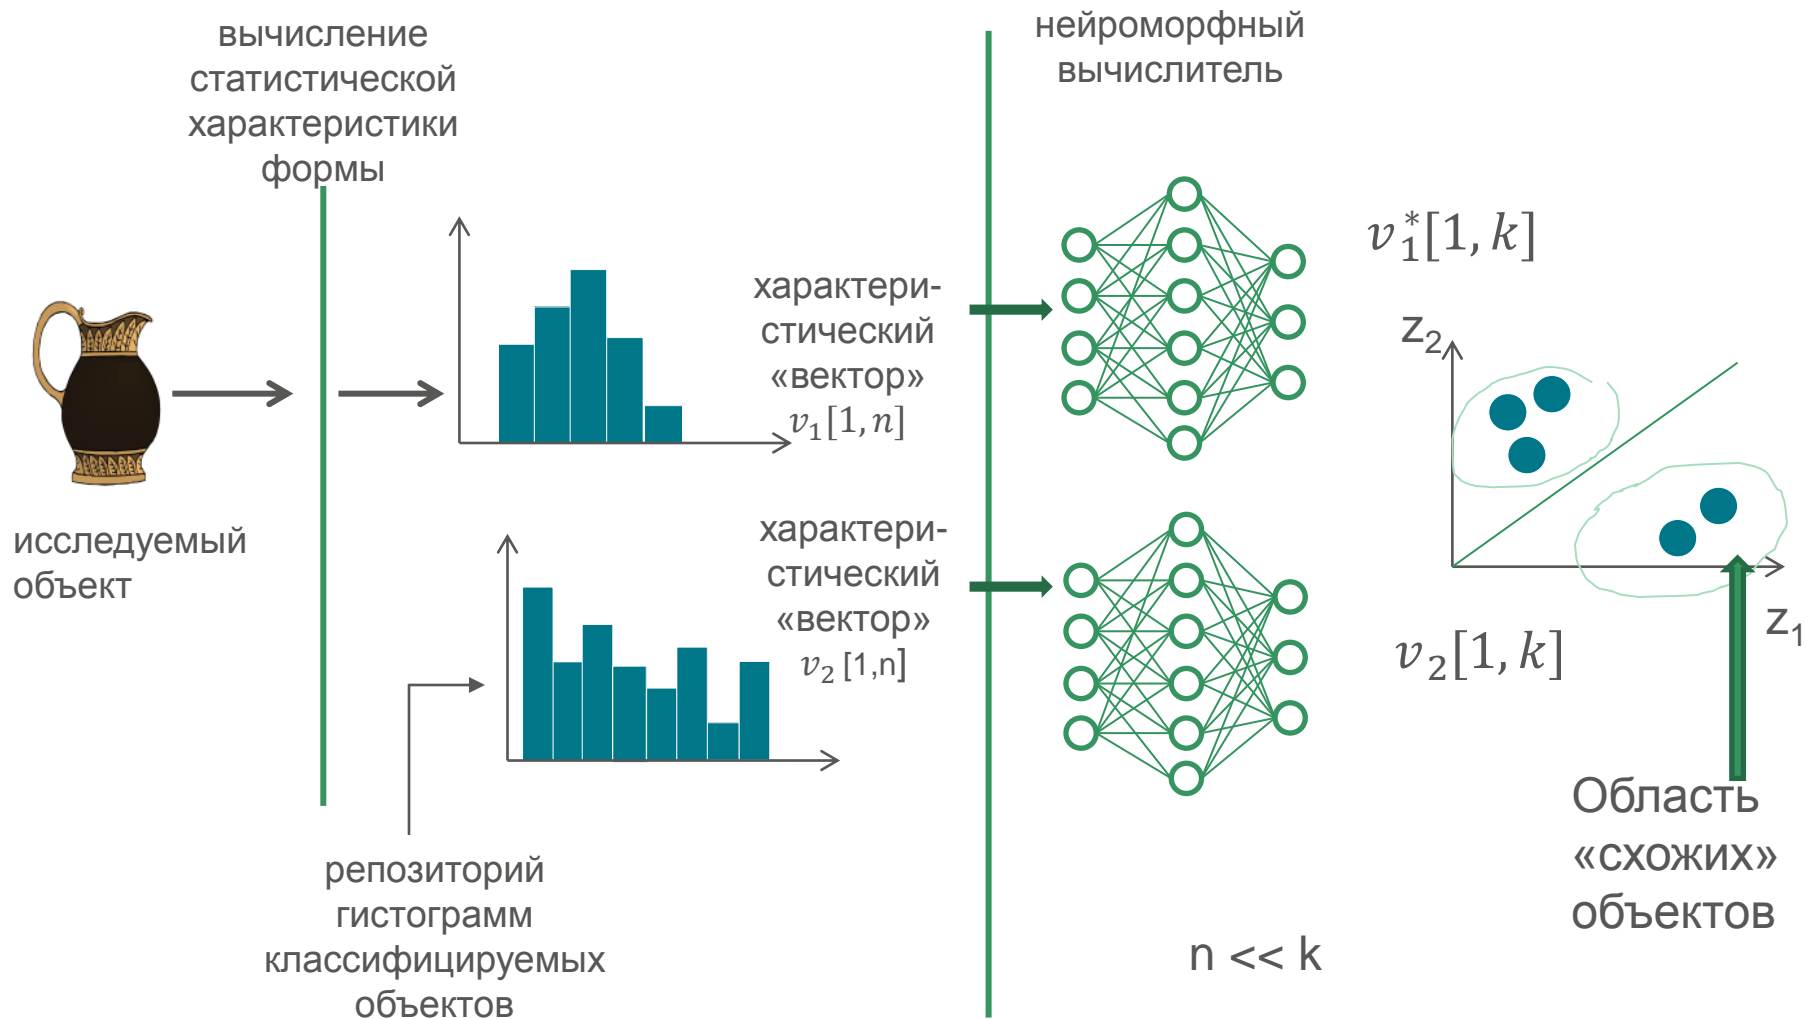 вычисление
статистической
характеристики
формы
исследуемый
объект
характери-
стический
«вектор»
v₁[1, n]
характери-
стический
«вектор»
v₂ [1,n]
репозиторий
гистограмм
классифицируемых
объектов
нейроморфный
вычислитель
v₁*[1, k]
v₂[1, k]
z₂
z₁
Область
«схожих»
объектов
n << k